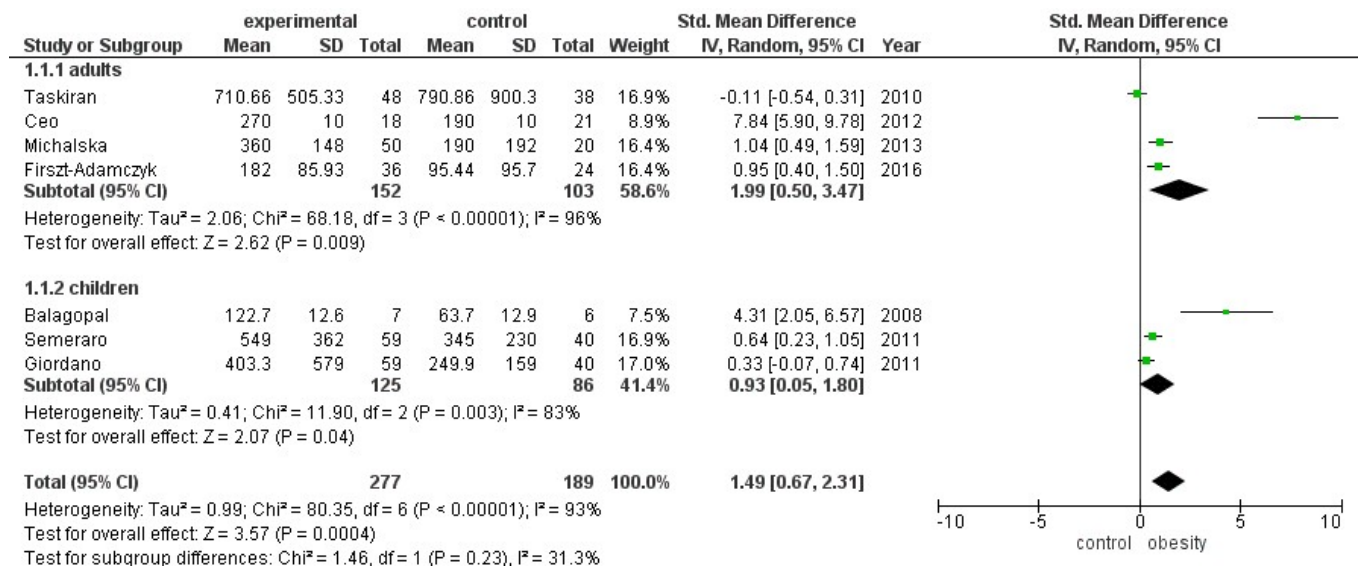 experimental control Std. Mean Difference Std. Mean Difference
Study or Subgroup Mean SD Total Mean SD Total Weight IV, Random, 95% CI Year IV, Random, 95% CI
1.1.1 adults
Taskiran 710.66 505.33 48 790.86 900.3 38 16.9% -0.11 [-0.54, 0.31] 2010
Ceo 270 10 18 190 10 21 8.9% 7.84 [5.90, 9.78] 2012
Michalska 360 148 50 190 192 20 16.4% 1.04 [0.49, 1.59] 2013
Firszt-Adamczyk 182 85.93 36 95.44 95.7 24 16.4% 0.95 [0.40, 1.50] 2016
Subtotal (95% CI) 152 103 58.6% 1.99 [0.50, 3.47]
Heterogeneity: Tau² = 2.06; Chi² = 68.18, df = 3 (P < 0.00001); I² = 96%
Test for overall effect: Z = 2.62 (P = 0.009)
1.1.2 children
Balagopal 122.7 12.6 7 63.7 12.9 6 7.5% 4.31 [2.05, 6.57] 2008
Semeraro 549 362 59 345 230 40 16.9% 0.64 [0.23, 1.05] 2011
Giordano 403.3 579 59 249.9 159 40 17.0% 0.33 [-0.07, 0.74] 2011
Subtotal (95% CI) 125 86 41.4% 0.93 [0.05, 1.80]
Heterogeneity: Tau² = 0.41; Chi² = 11.90, df = 2 (P = 0.003); I² = 83%
Test for overall effect: Z = 2.07 (P = 0.04)
Total (95% CI) 277 189 100.0% 1.49 [0.67, 2.31]
Heterogeneity: Tau² = 0.99; Chi² = 80.35, df = 6 (P < 0.00001); I² = 93%
Test for overall effect: Z = 3.57 (P = 0.0004)
Test for subgroup differences: Chi² = 1.46, df = 1 (P = 0.23), I² = 31.3%
-10 -5 0 5 10
control obesity